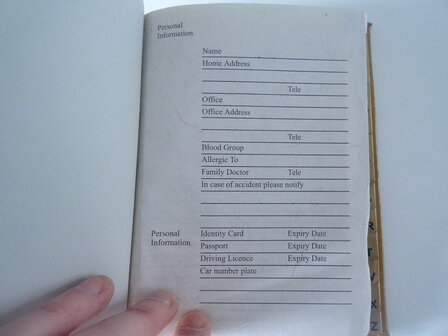 Personal
Information
Name
Home Address
Tele
Office
Office Address
Tele
Blood Group
Allergic To
Family Doctor Tele
In case of accident please notify
Personal
Information
Identity Card Expiry Date
Passport Expiry Date
Driving Licence Expiry Date
Car number plate
R
T
V
X
Z